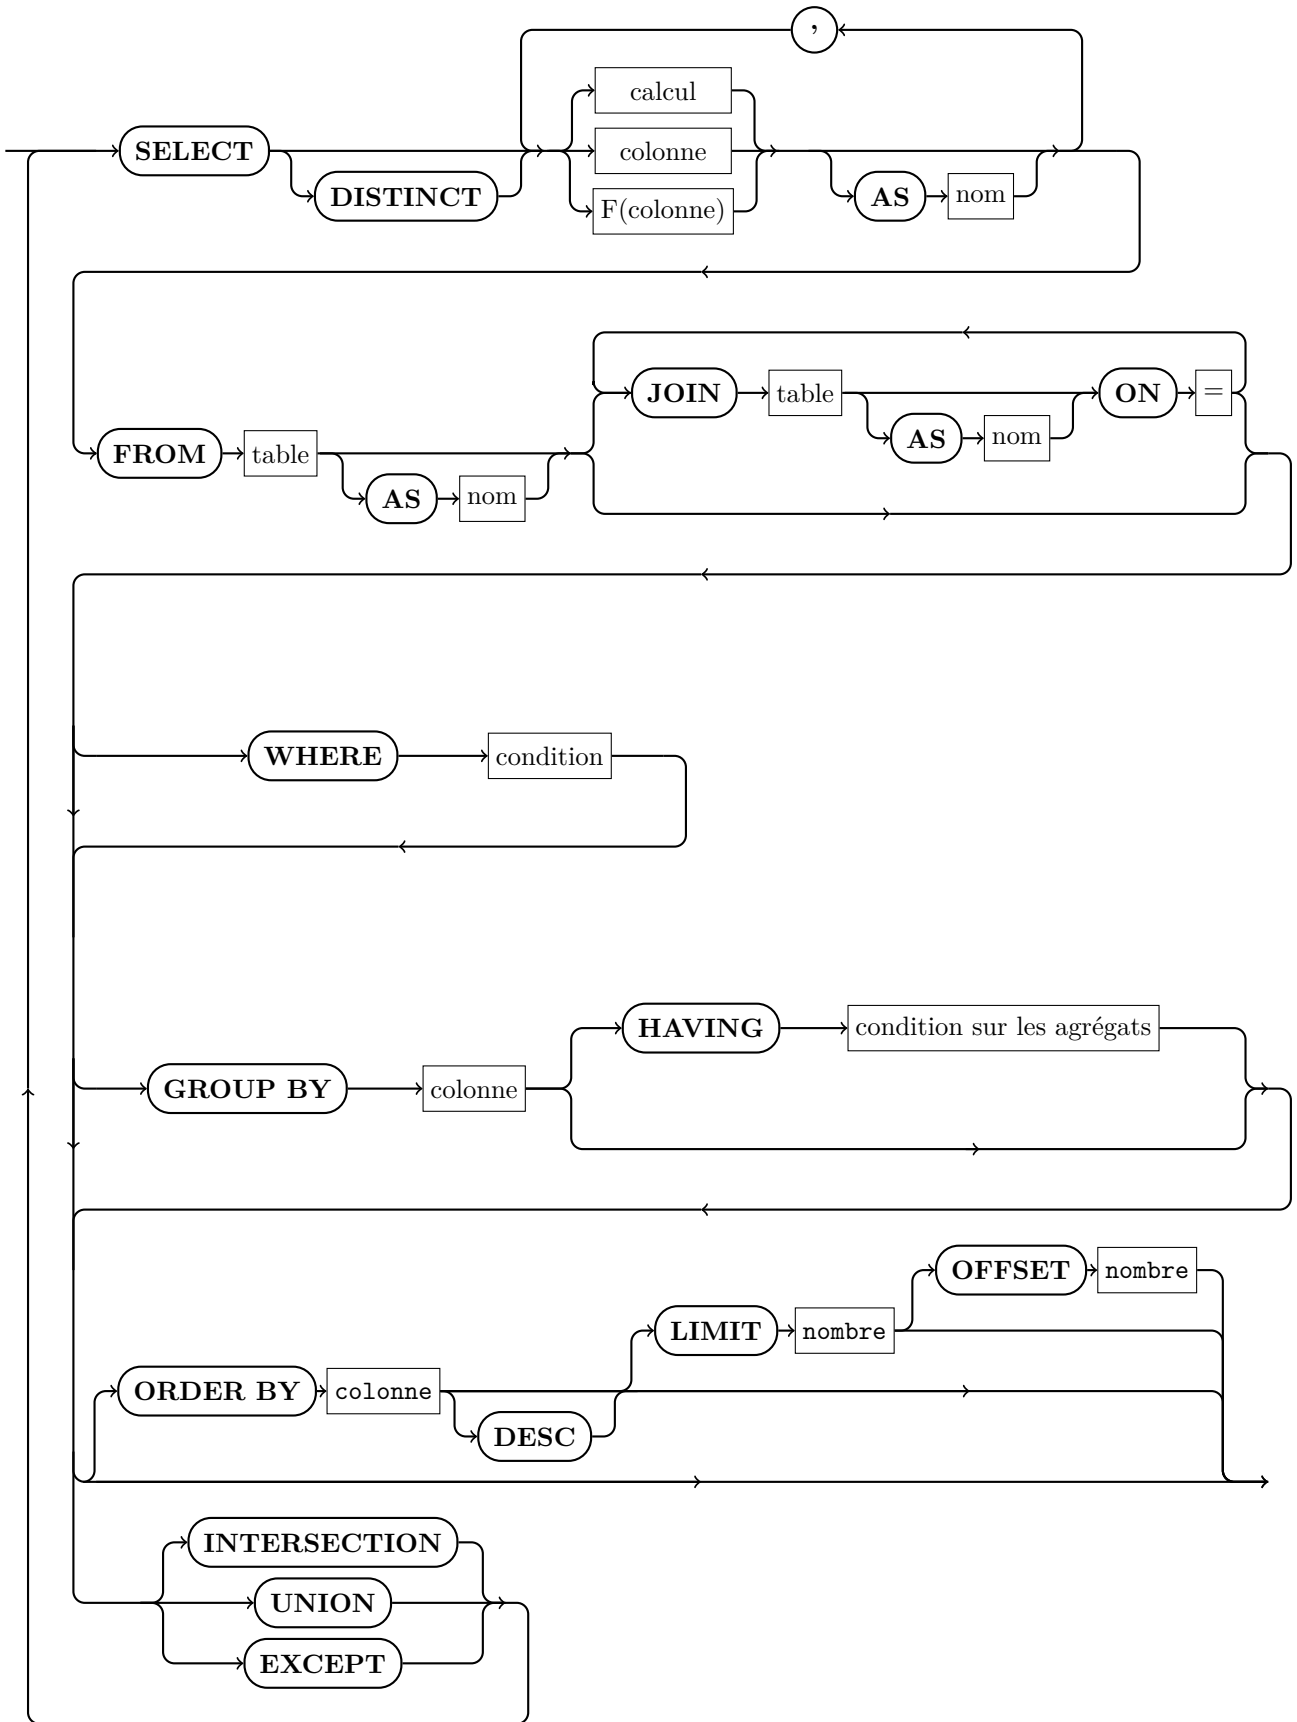 ,
calcul
SELECT colonne
DISTINCT F(colonne) AS nom
JOIN table ON =
AS nom
FROM table
AS nom
WHERE condition
HAVING condition sur les agrégats
GROUP BY colonne
OFFSET nombre
LIMIT nombre
ORDER BY colonne
DESC
INTERSECTION
UNION
EXCEPT